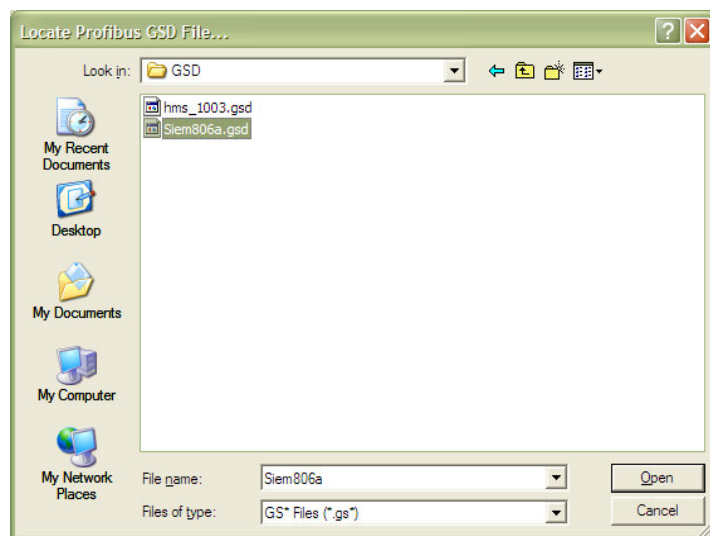 Locate Profibus GSD File...
Look in: GSD
hms_1003.gsd
Siem806a.gsd
My Recent
Documents
Desktop
My Documents
My Computer
My Network
Places
File name: Siem806a Open
Files of type: GS* Files (*.gs*) Cancel